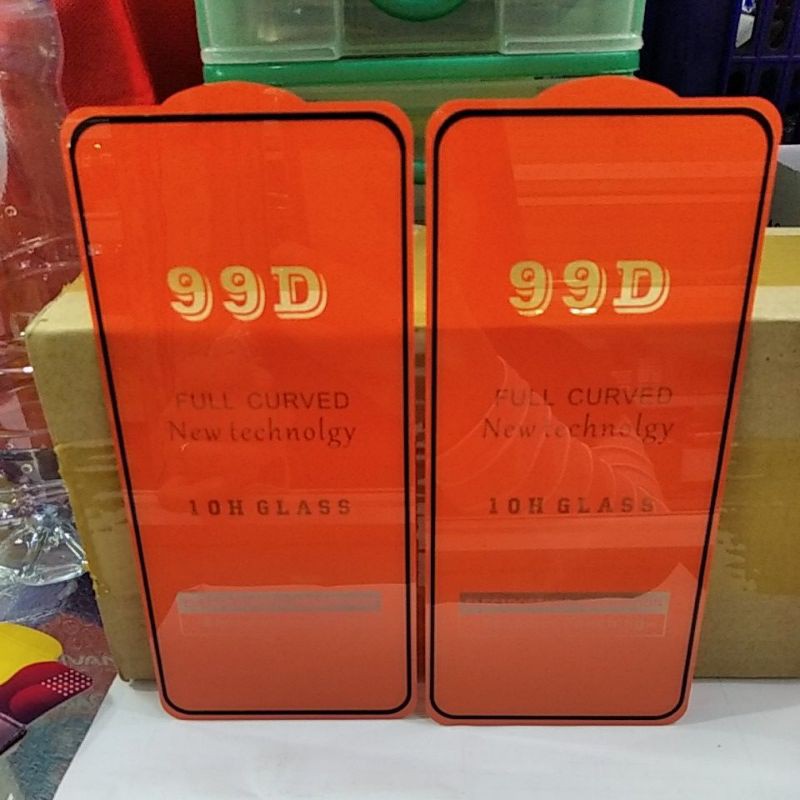 99D
FULL CURVED
New technolgy
10H GLASS
99D
FULL CURVED
New technolgy
10H GLASS